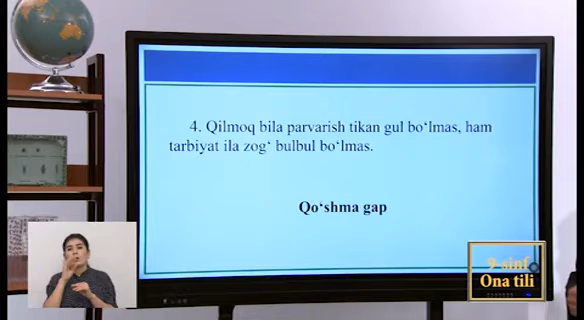 4. Qilmoq bila parvarish tikan gul bo‘lmas, ham
tarbiyat ila zog‘ bulbul bo‘lmas.
Qo‘shma gap
9-sinf
Ona tili